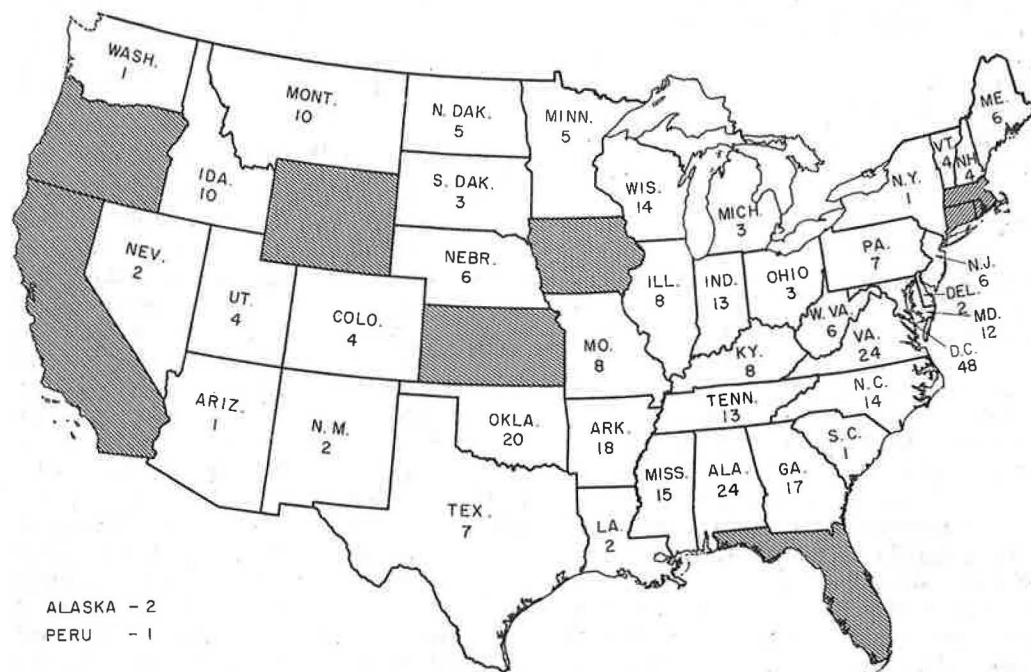 WASH.
1
MONT.
10
N. DAK.
5
MINN.
5
ME.
6
VT.
4
NH.
4
IDA.
10
S. DAK.
3
WIS.
14
MICH.
3
N.Y.
1
NEV.
2
UT.
4
COLO.
4
NEBR.
6
ILL.
8
IND.
13
OHIO
3
PA.
7
N.J.
6
DEL.
2
MD.
12
D.C.
48
W. VA.
6
VA.
24
MO.
8
KY.
8
N.C.
14
TENN.
13
ARIZ.
1
N. M.
2
OKLA.
20
ARK.
18
S. C.
1
MISS.
15
ALA.
24
GA.
17
TEX.
7
LA.
2
ALASKA - 2
PERU - 1